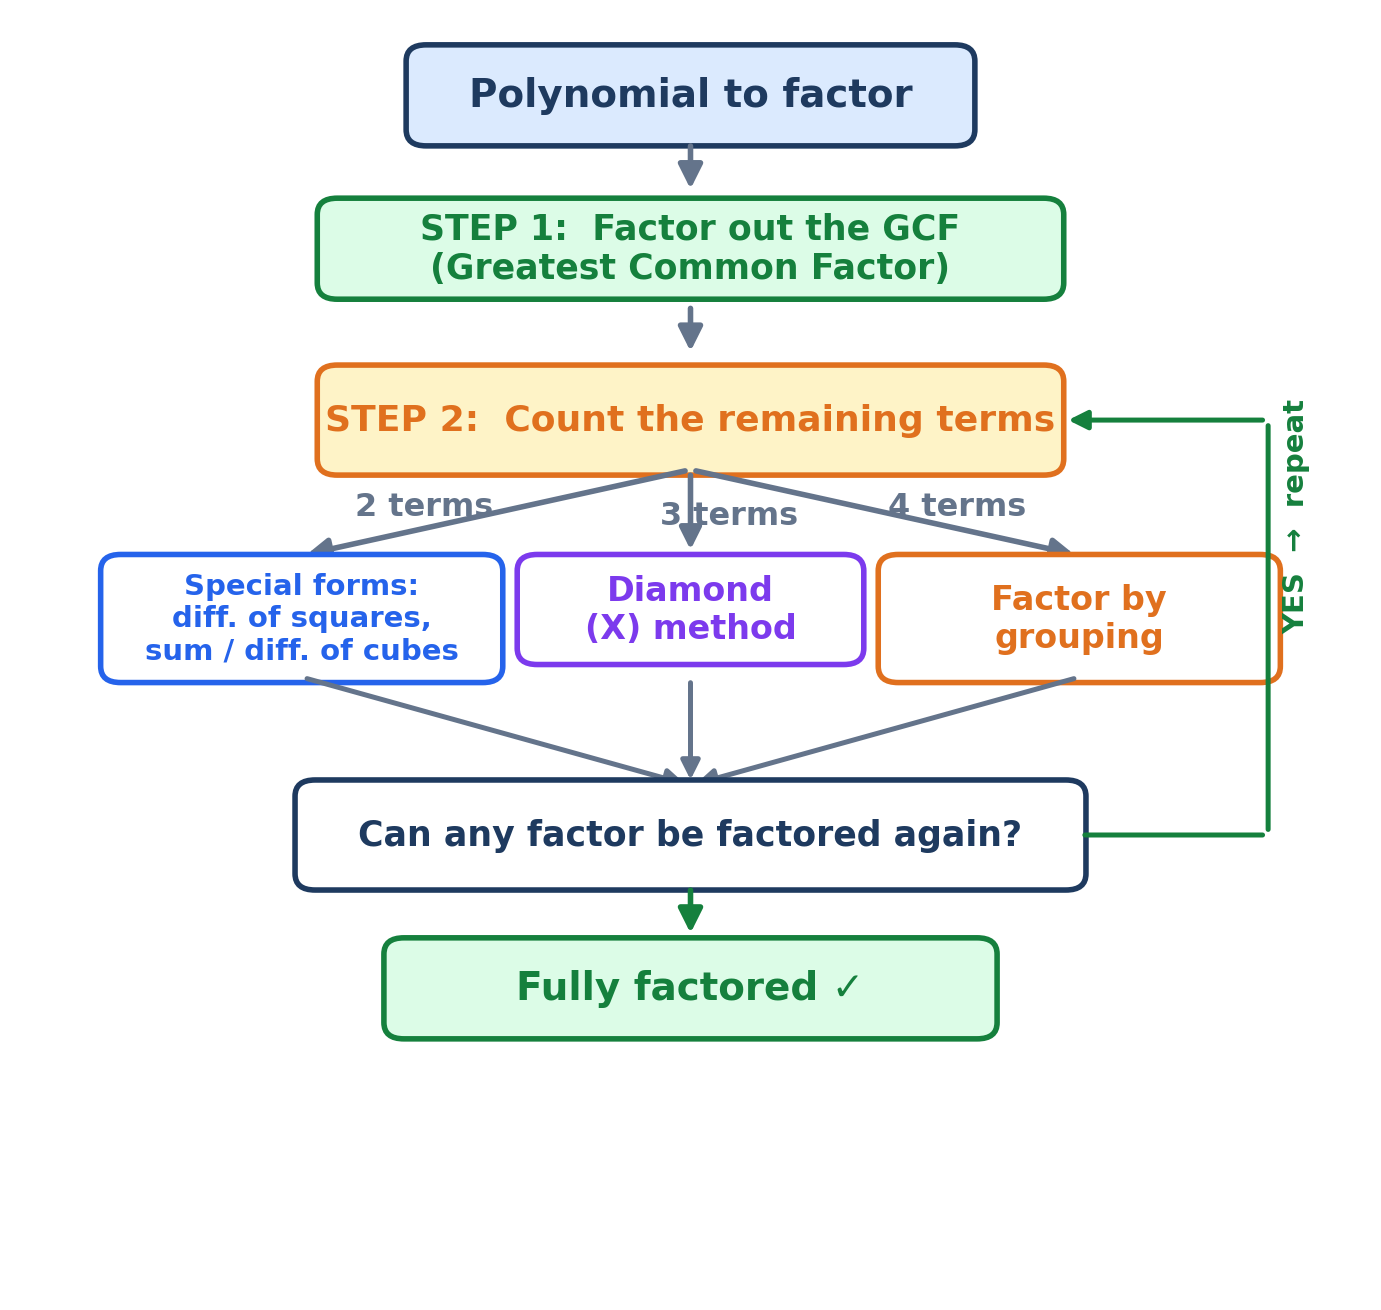 Polynomial to factor
STEP 1:  Factor out the GCF
(Greatest Common Factor)
STEP 2:  Count the remaining terms
2 terms
3 terms
4 terms
Special forms:
diff. of squares,
sum / diff. of cubes
Diamond
(X) method
Factor by
grouping
YES → repeat
Can any factor be factored again?
Fully factored ✓